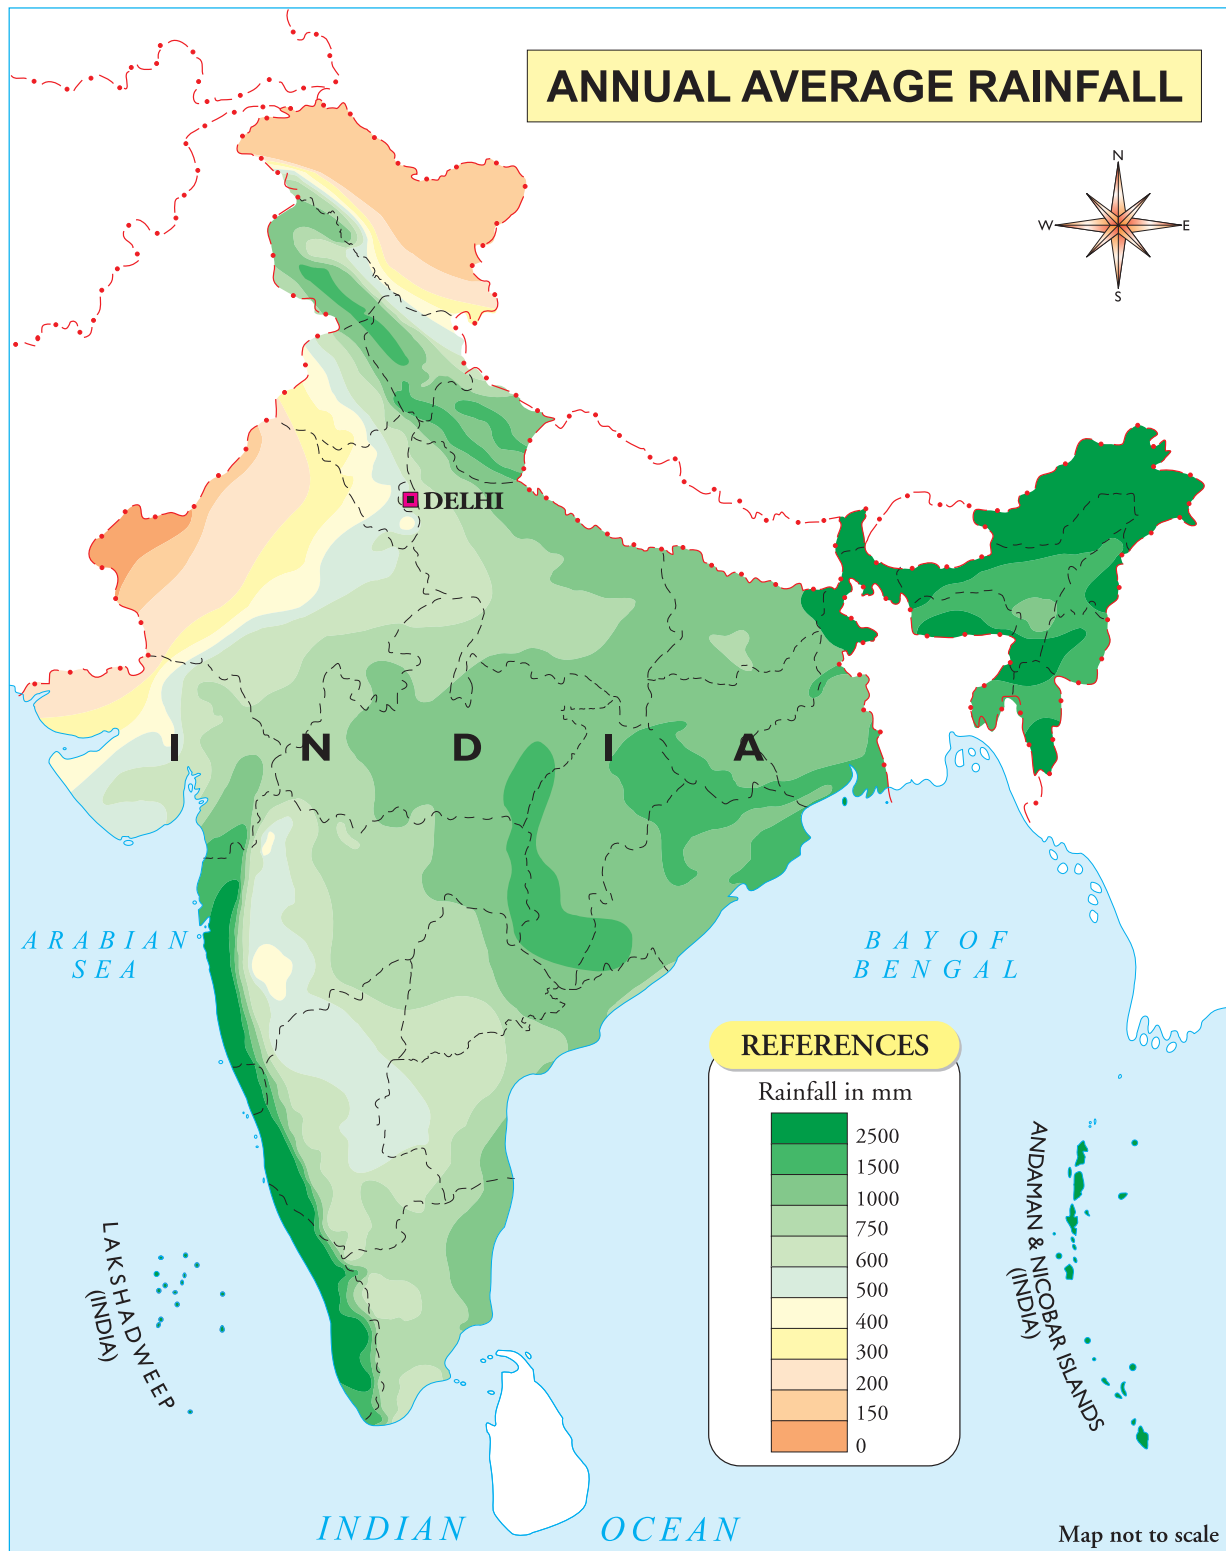 ANNUAL AVERAGE RAINFALL
N
W
E
S
DELHI
I N D I A
ARABIAN
SEA
BAY OF
BENGAL
REFERENCES
Rainfall in mm
2500
1500
1000
750
600
500
400
300
200
150
0
LAKSHADWEEP
(INDIA)
ANDAMAN & NICOBAR ISLANDS
(INDIA)
INDIAN OCEAN
Map not to scale